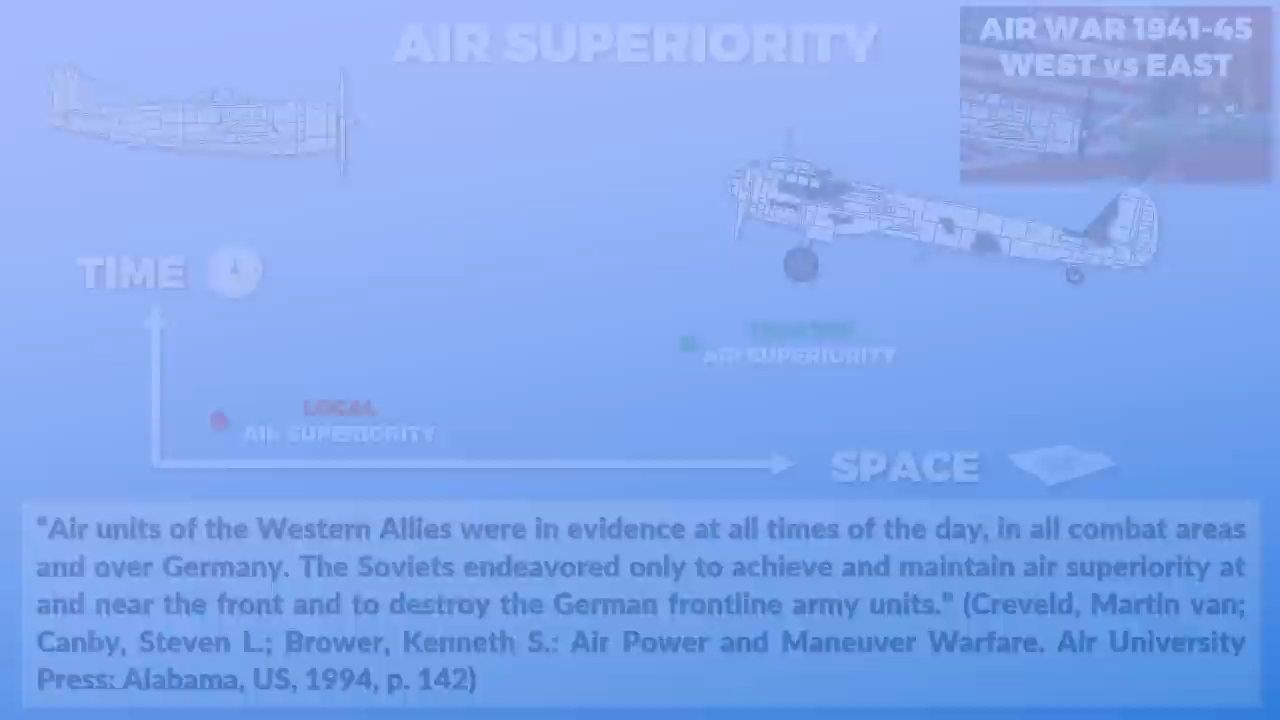 AIR SUPERIORITY
AIR WAR 1941-45
WEST vs EAST
TIME
AIR SUPERIORITY
LOCAL
AIR SUPERIORITY
SPACE
"Air units of the Western Allies were in evidence at all times of the day, in all combat areas
and over Germany. The Soviets endeavored only to achieve and maintain air superiority at
and near the front and to destroy the German frontline army units." (Creveld, Martin van;
Canby, Steven L.; Brower, Kenneth S.: Air Power and Maneuver Warfare. Air University
Press: Alabama, US, 1994, p. 142)